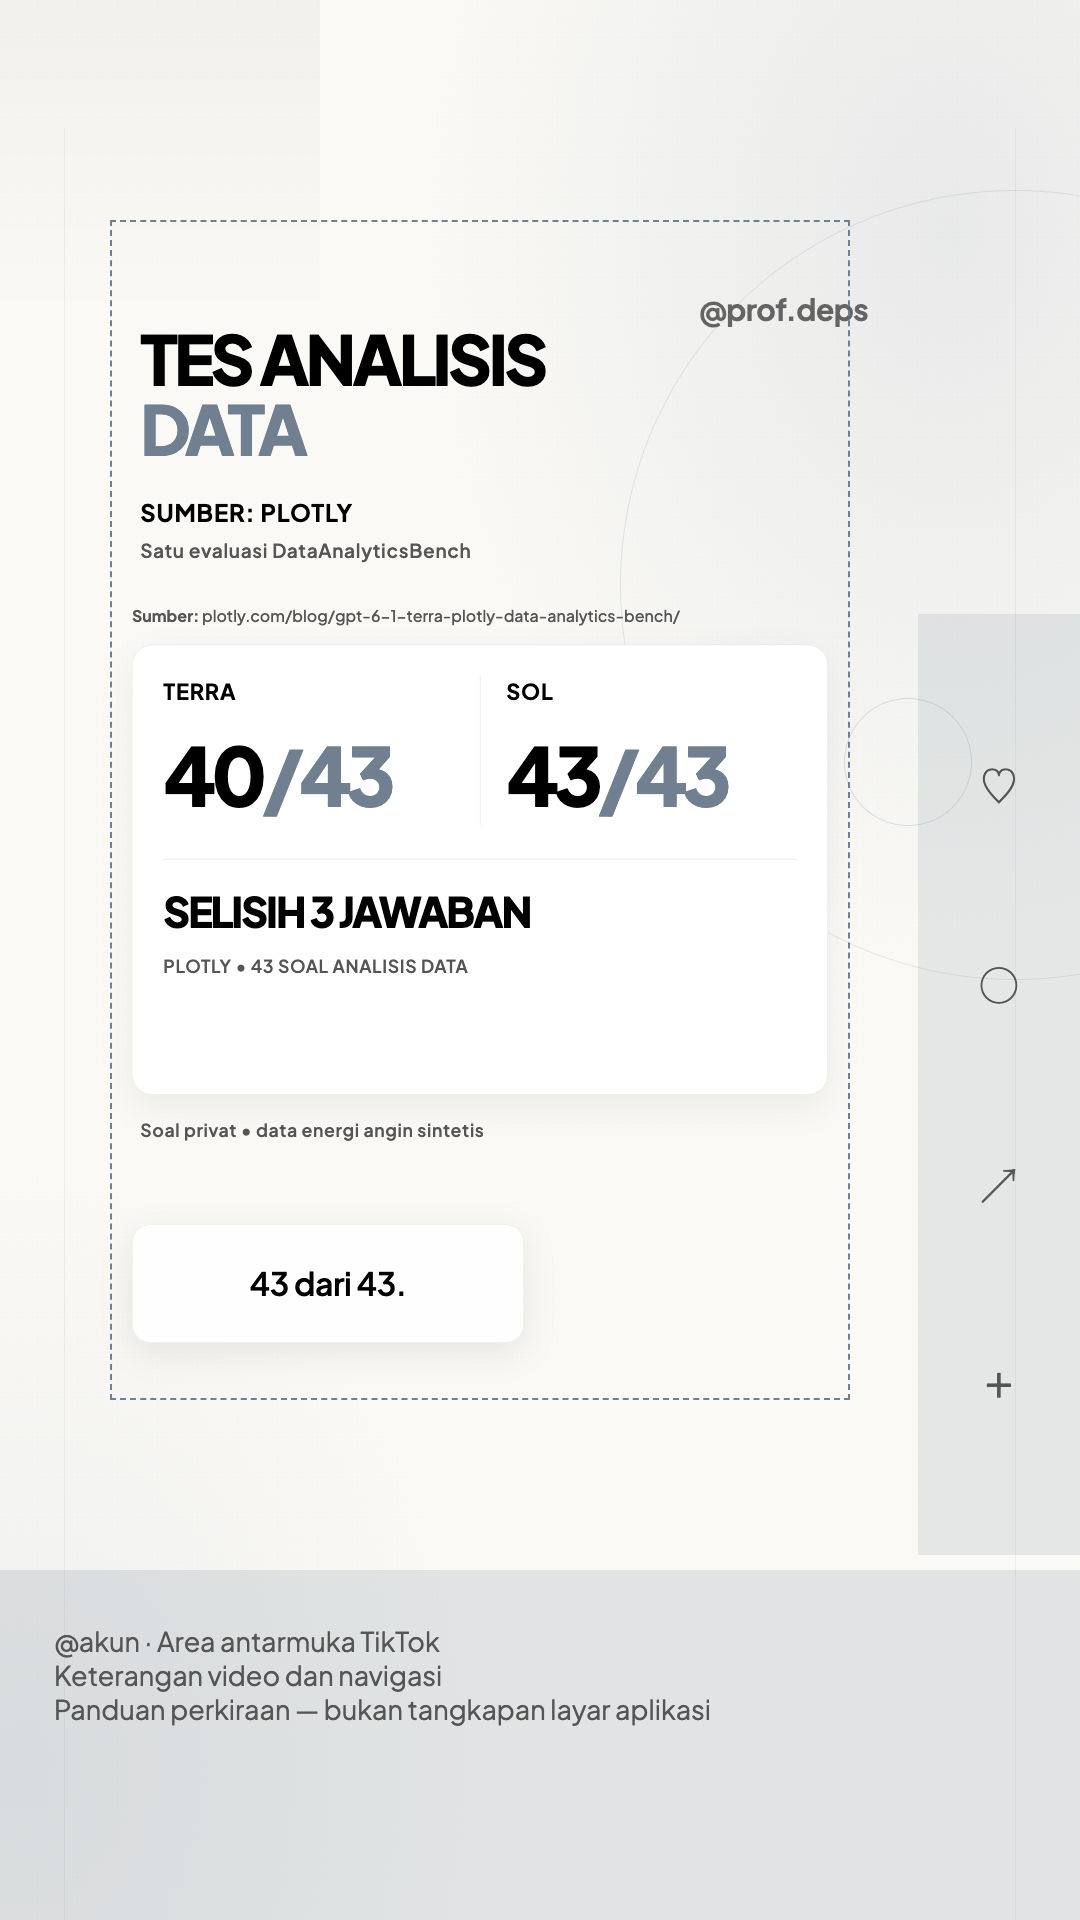 @prof.deps
TES ANALISIS
DATA
SUMBER: PLOTLY
Satu evaluasi DataAnalyticsBench
Sumber: plotly.com/blog/gpt-6-1-terra-plotly-data-analytics-bench/
TERRA
40/43
SOL
43/43
SELISIH 3 JAWABAN
PLOTLY • 43 SOAL ANALISIS DATA
Soal privat • data energi angin sintetis
43 dari 43.
@akun · Area antarmuka TikTok
Keterangan video dan navigasi
Panduan perkiraan — bukan tangkapan layar aplikasi